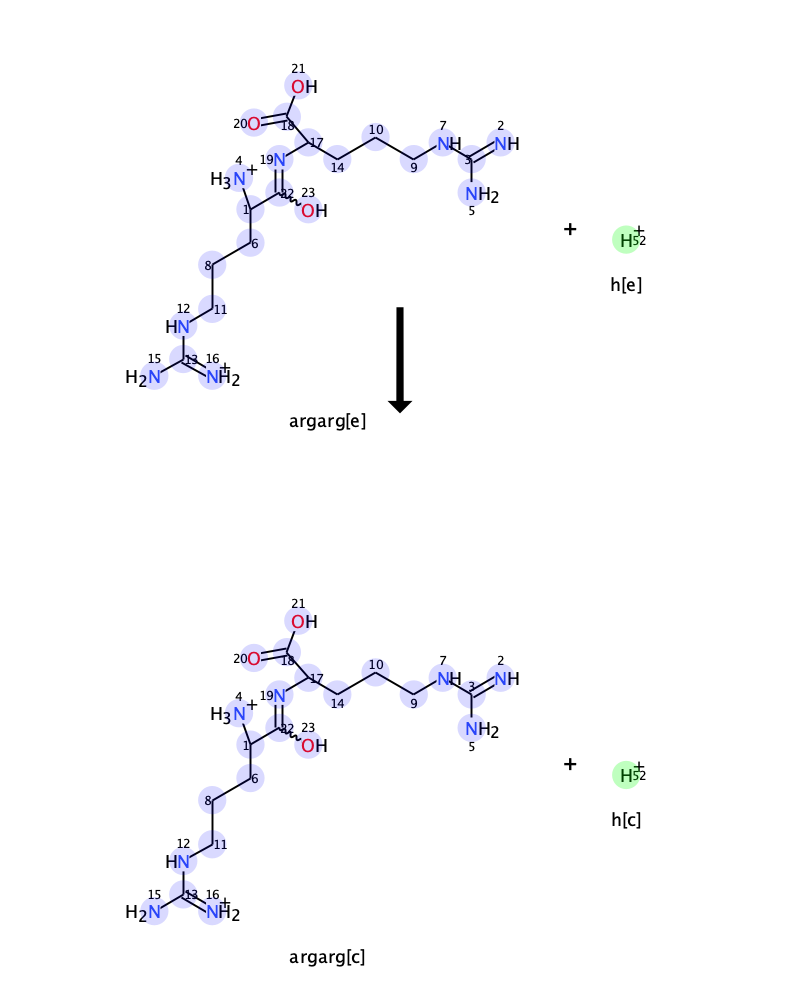 21
OH
20 O
18
17
10
7
NH
2
NH
3
19 N
14
9
4
H3N+
NH2
5
22
23
OH
1
6
+
H+
52
h[e]
8
12
HN
11
15
H2N
13
16
NH2+
argarg[e]
21
OH
20 O
18
17
10
7
NH
2
NH
3
19 N
14
9
4
H3N+
NH2
5
22
23
OH
1
6
+
H+
52
h[c]
8
12
HN
11
15
H2N
13
16
NH2+
argarg[c]